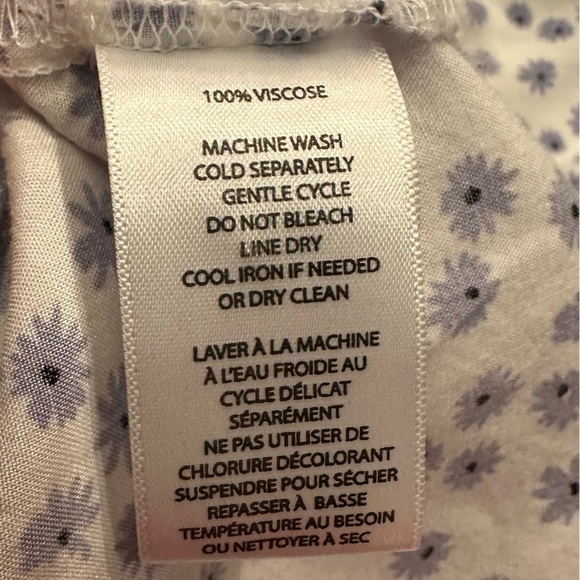 100% VISCOSE
MACHINE WASH
COLD SEPARATELY
GENTLE CYCLE
DO NOT BLEACH
LINE DRY
COOL IRON IF NEEDED
OR DRY CLEAN
LAVER À LA MACHINE
À L'EAU FROIDE AU
CYCLE DÉLICAT
SÉPARÉMENT
NE PAS UTILISER DE
CHLORURE DÉCOLORANT
SUSPENDRE POUR SÉCHER
REPASSER À BASSE
TEMPÉRATURE AU BESOIN
OU NETTOYER À SEC